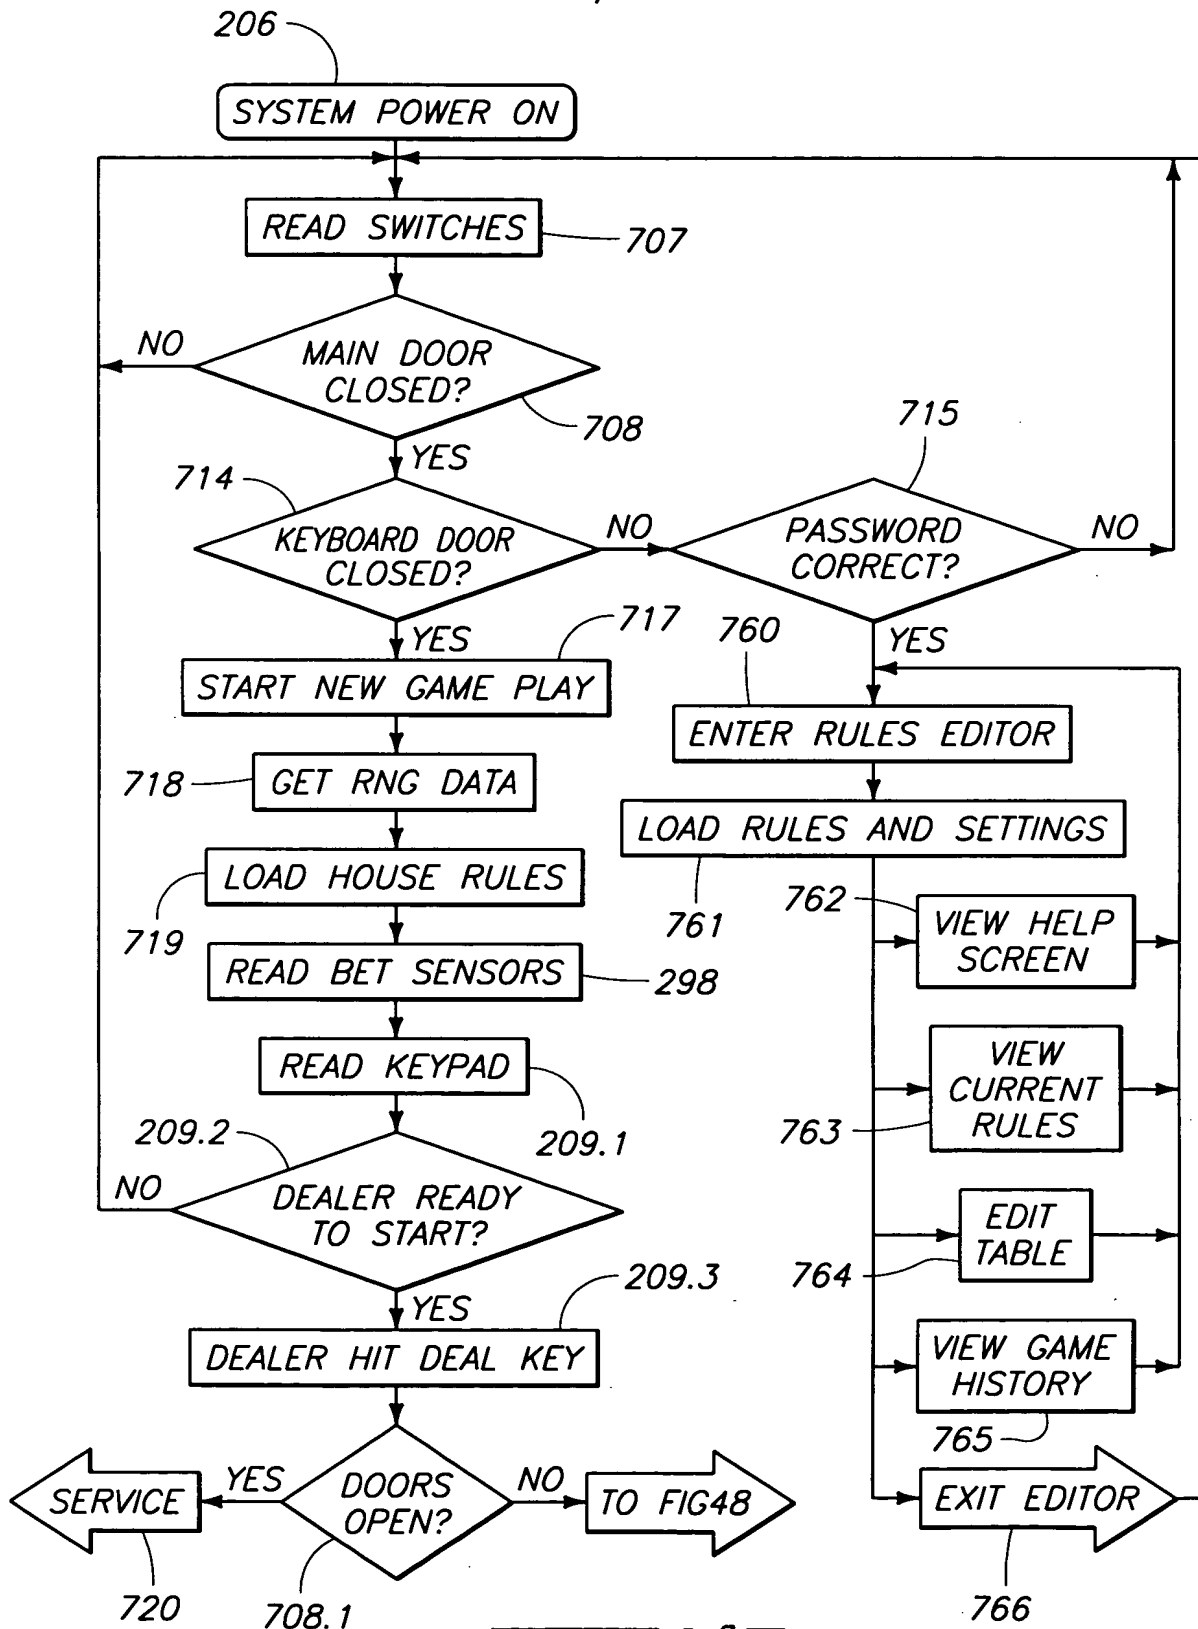 206
SYSTEM POWER ON
READ SWITCHES
707
NO
MAIN DOOR
CLOSED?
708
YES
715
714
KEYBOARD DOOR
CLOSED?
NO
PASSWORD
CORRECT?
NO
YES
717
760
YES
START NEW GAME PLAY
ENTER RULES EDITOR
718
GET RNG DATA
LOAD RULES AND SETTINGS
761
LOAD HOUSE RULES
719
762
VIEW HELP
SCREEN
READ BET SENSORS
298
READ KEYPAD
209.1
VIEW
CURRENT
RULES
763
209.2
NO
DEALER READY
TO START?
EDIT
TABLE
764
YES
209.3
DEALER HIT DEAL KEY
VIEW GAME
HISTORY
765
SERVICE
YES
DOORS
OPEN?
NO
TO FIG48
EXIT EDITOR
720
708.1
766